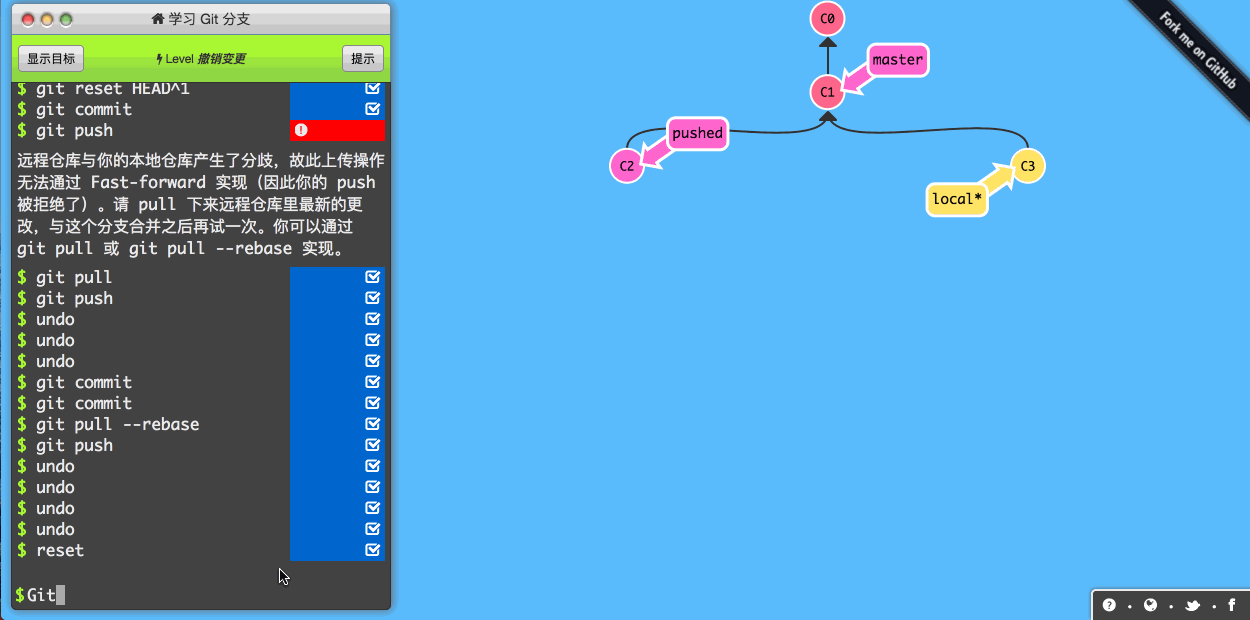 学习 Git 分支
显示目标
Level 撤销变更
提示
$ git reset HEAD^1
$ git commit
$ git push
远程仓库与你的本地仓库产生了分歧，故此上传操作
无法通过 Fast-forward 实现（因此你的 push
被拒绝了）。请 pull 下来远程仓库里最新的更
改，与这个分支合并之后再试一次。你可以通过
git pull 或 git pull --rebase 实现。
$ git pull
$ git push
$ undo
$ undo
$ undo
$ git commit
$ git commit
$ git pull --rebase
$ git push
$ undo
$ undo
$ undo
$ undo
$ reset
$Git
C0
master
C1
pushed
C2
C3
local*
Fork me on GitHub